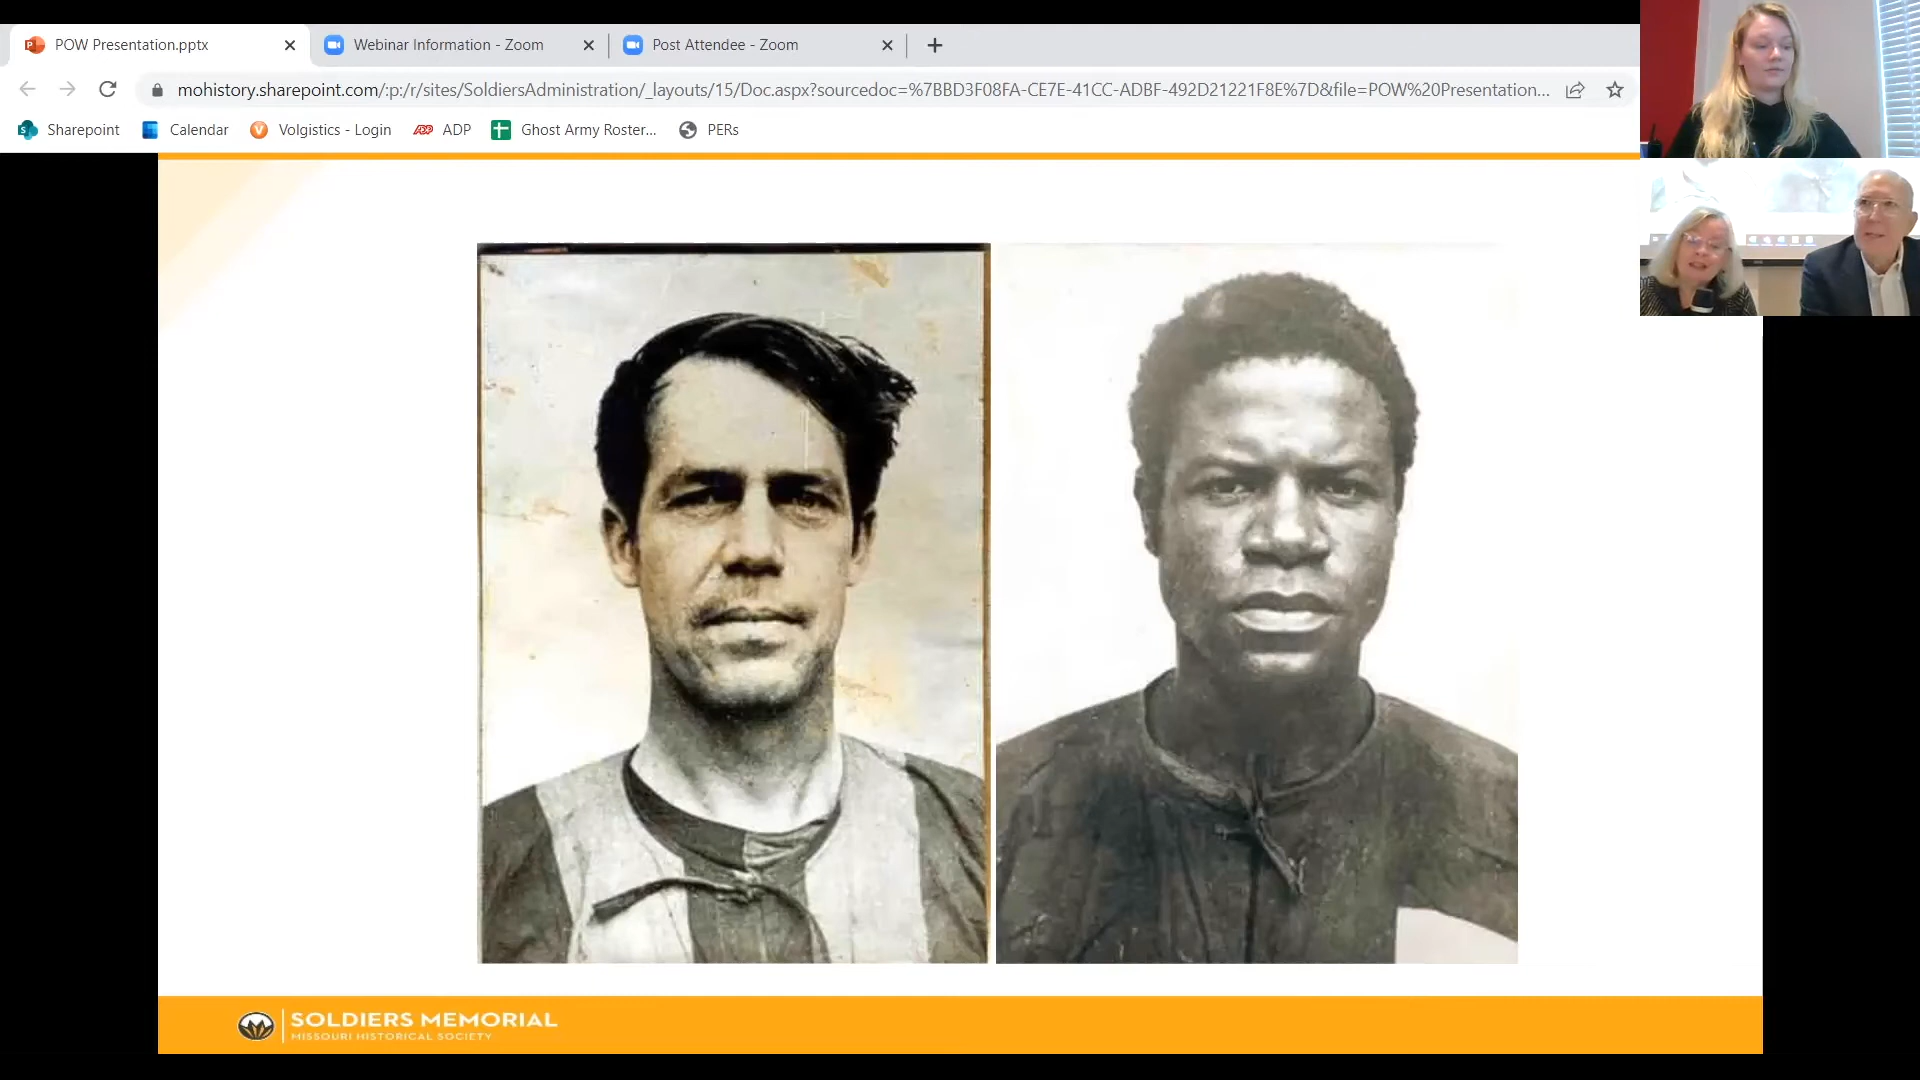 POW Presentation.pptx
Webinar Information - Zoom
Post Attendee - Zoom
mohistory.sharepoint.com/:p:/r/sites/SoldiersAdministration/_layouts/15/Doc.aspx?sourcedoc=%7BBD3F08FA-CE7E-41CC-ADBF-492D21221F8E%7D&file=POW%20Presentation...
Sharepoint
Calendar
Volgistics - Login
ADP
Ghost Army Roster...
PERs
SOLDIERS MEMORIAL
MISSOURI HISTORICAL SOCIETY